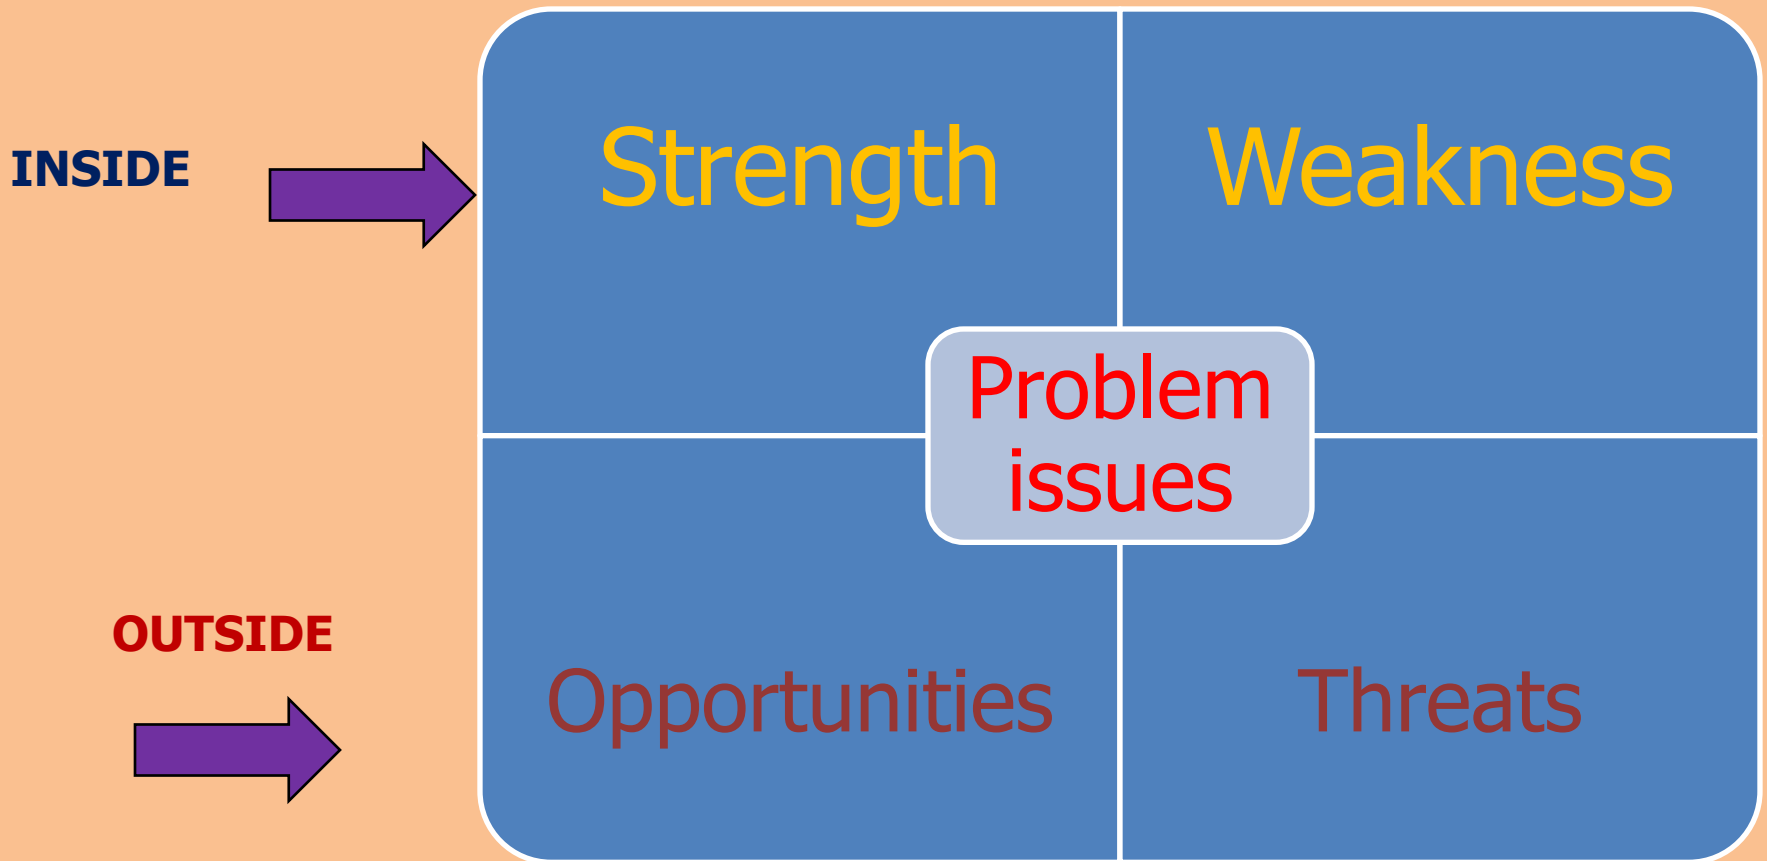 INSIDE
Strength
Weakness
Problem
issues
OUTSIDE
Opportunities
Threats